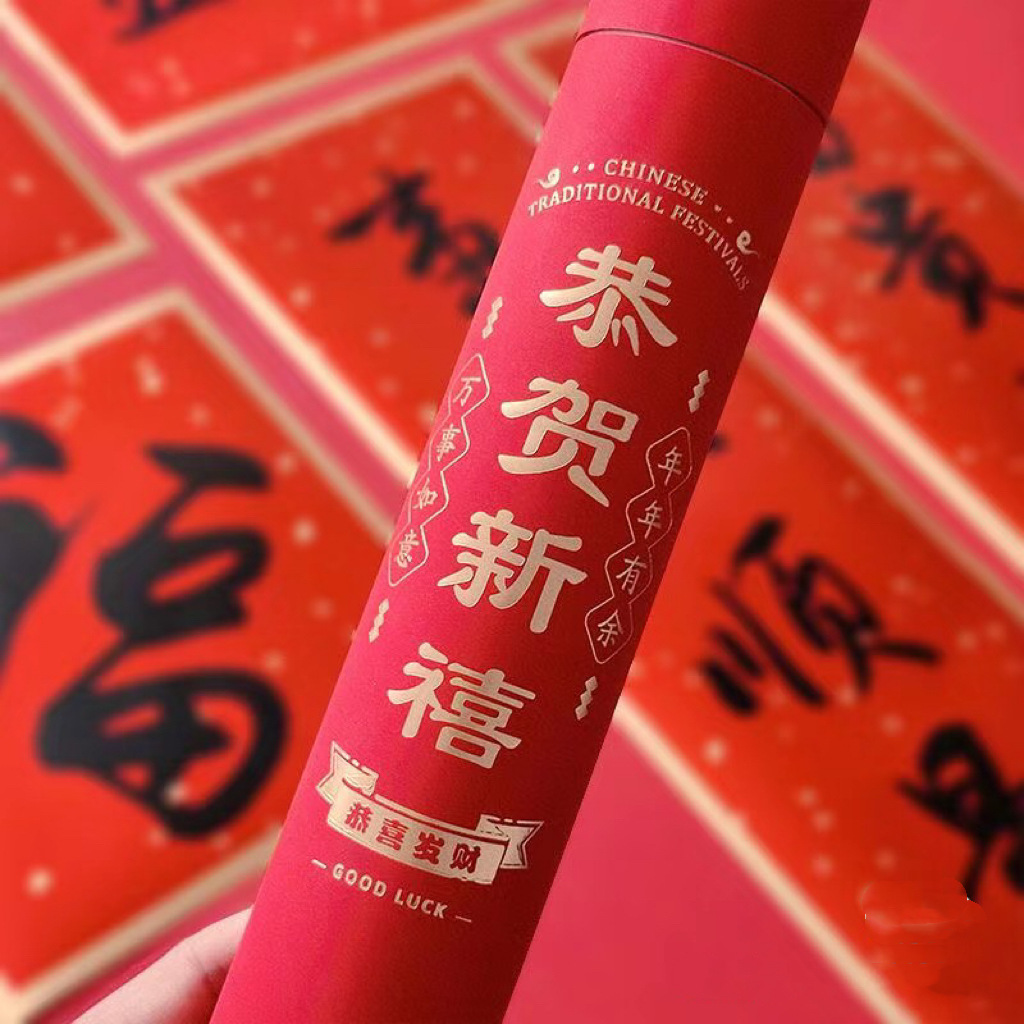 CHINESE
TRADITIONAL FESTIVALS
恭贺新禧
万事如意
年年有余
恭喜发财
GOOD LUCK
福
顺